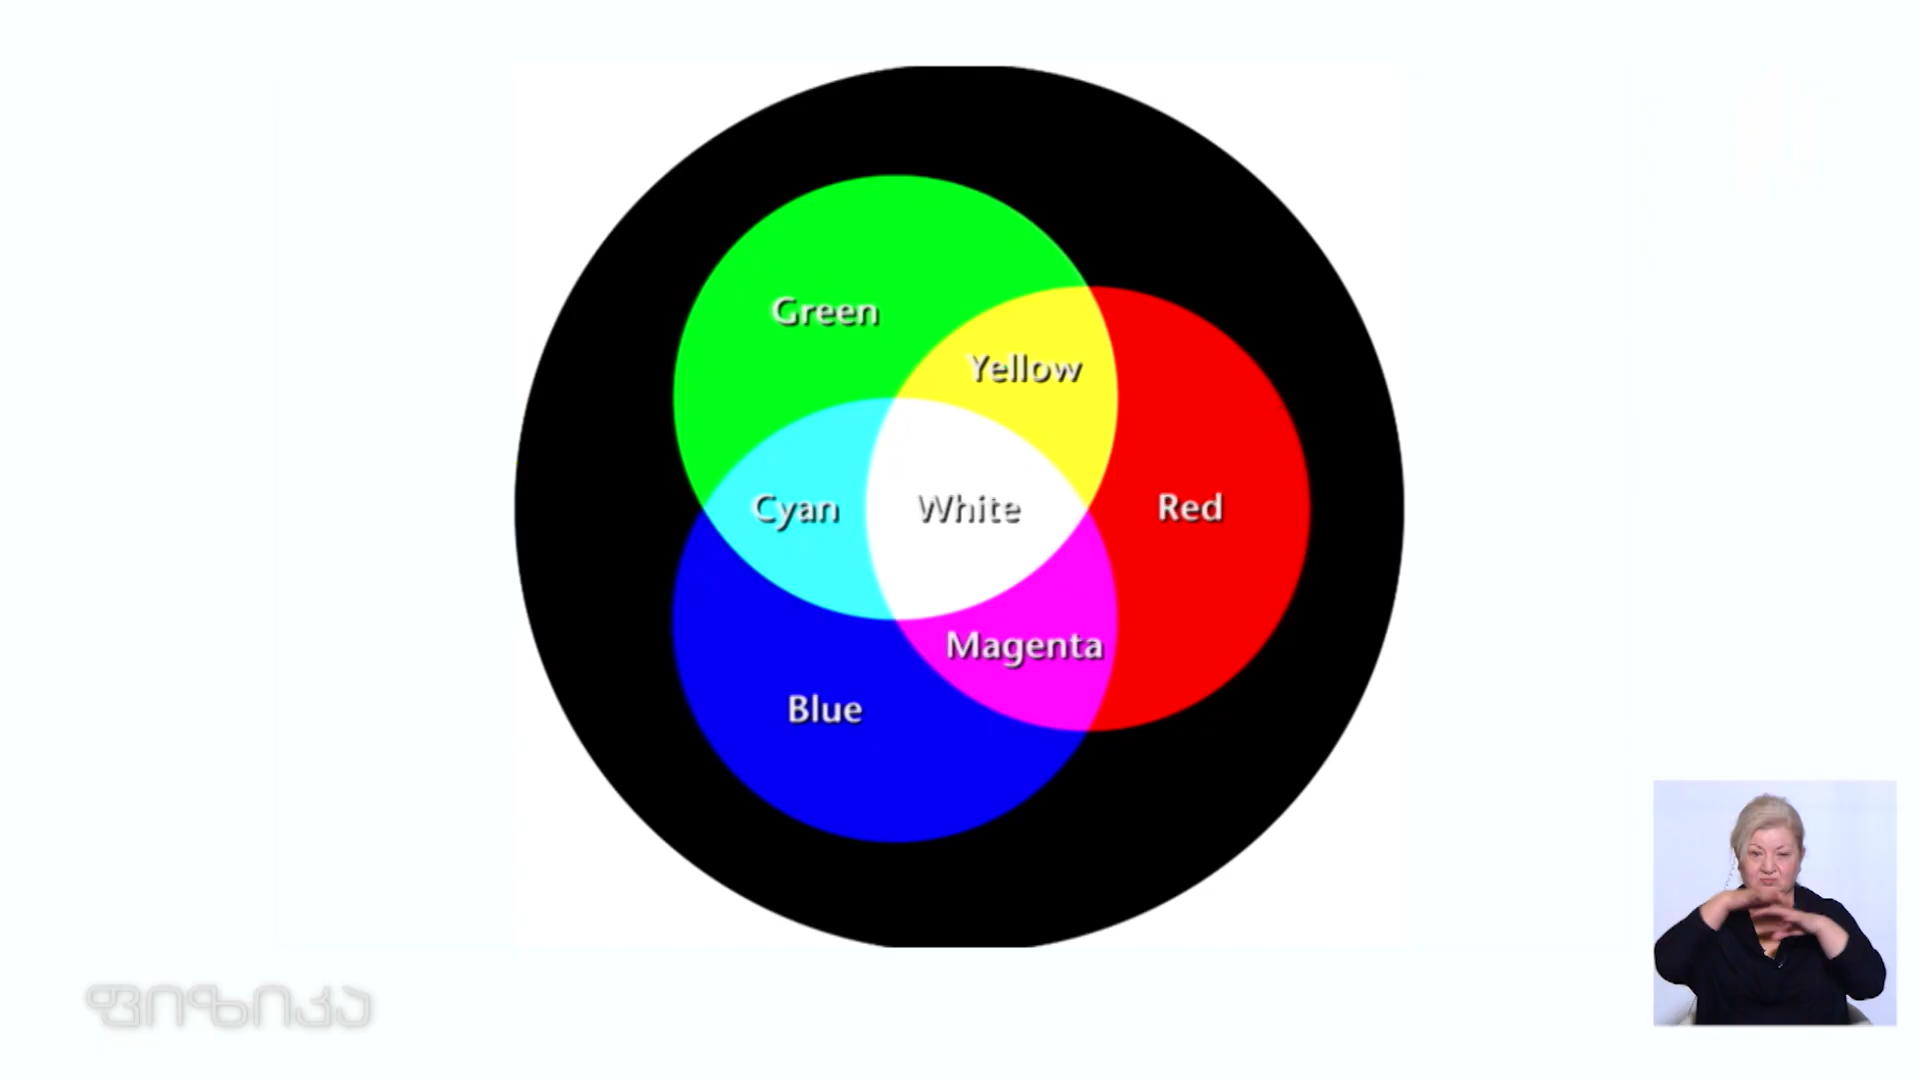 Green
Yellow
Cyan
White
Red
Magenta
Blue
ფიზიკა